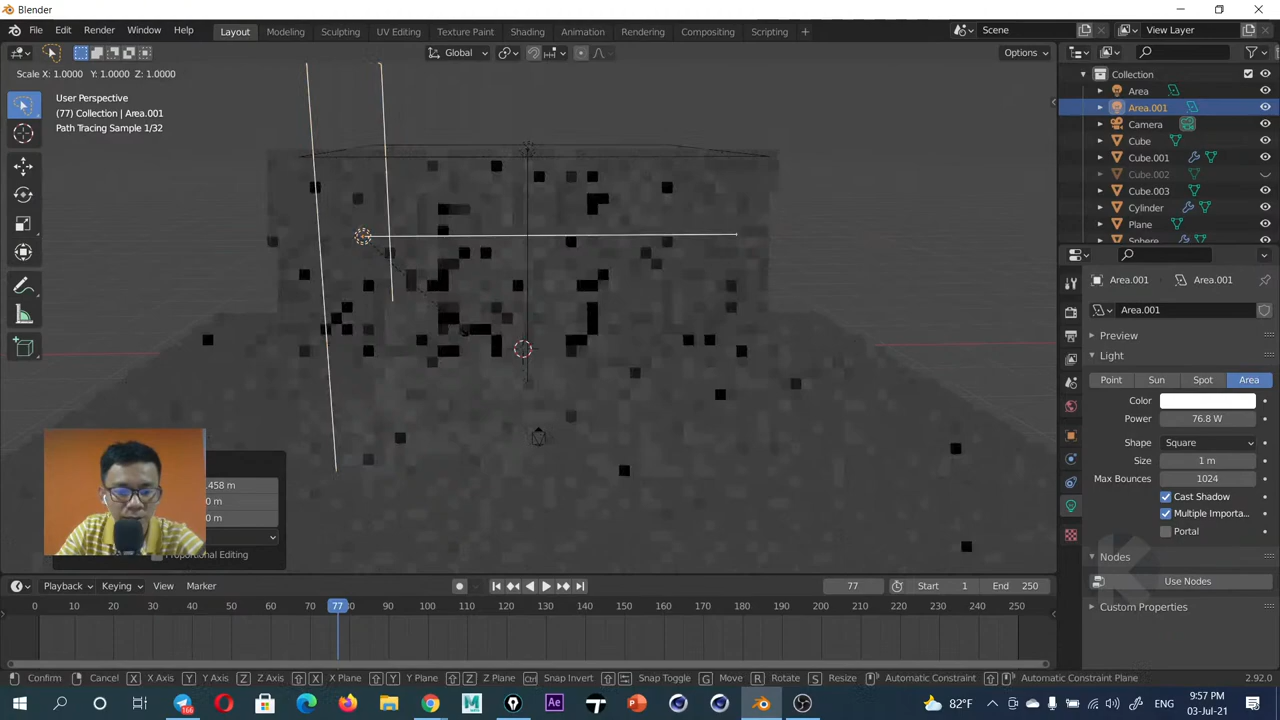 Blender
File Edit Render Window Help Layout Modeling Sculpting UV Editing Texture Paint Shading Animation Rendering Compositing Scripting + Scene View Layer
Global Options
Scale X: 1.0000 Y: 1.0000 Z: 1.0000
User Perspective
(77) Collection | Area.001
Path Tracing Sample 1/32
Collection
Area
Area.001
Camera
Cube
Cube.001
Cube.002
Cube.003
Cylinder
Plane
Sphere
Area.001 Area.001
Area.001
Preview
Light
Point Sun Spot Area
Color
Power 76.8 W
Shape Square
Size 1 m
Max Bounces 1024
Cast Shadow
Multiple Importa...
Portal
Nodes
Use Nodes
Custom Properties
.458 m
0 m
0 m
Proportional Editing
Playback Keying View Marker 77 Start 1 End 250
0 10 20 30 40 50 60 70 77 80 90 100 110 120 130 140 150 160 170 180 190 200 210 220 230 240 250
Confirm Cancel X X Axis Y Y Axis Z Z Axis X X Plane Y Y Plane Z Z Plane Snap Invert Snap Toggle G Move R Rotate S Resize Automatic Constraint Automatic Constraint Plane 2.92.0
166 Ae 82°F 9:57 PM
03-Jul-21